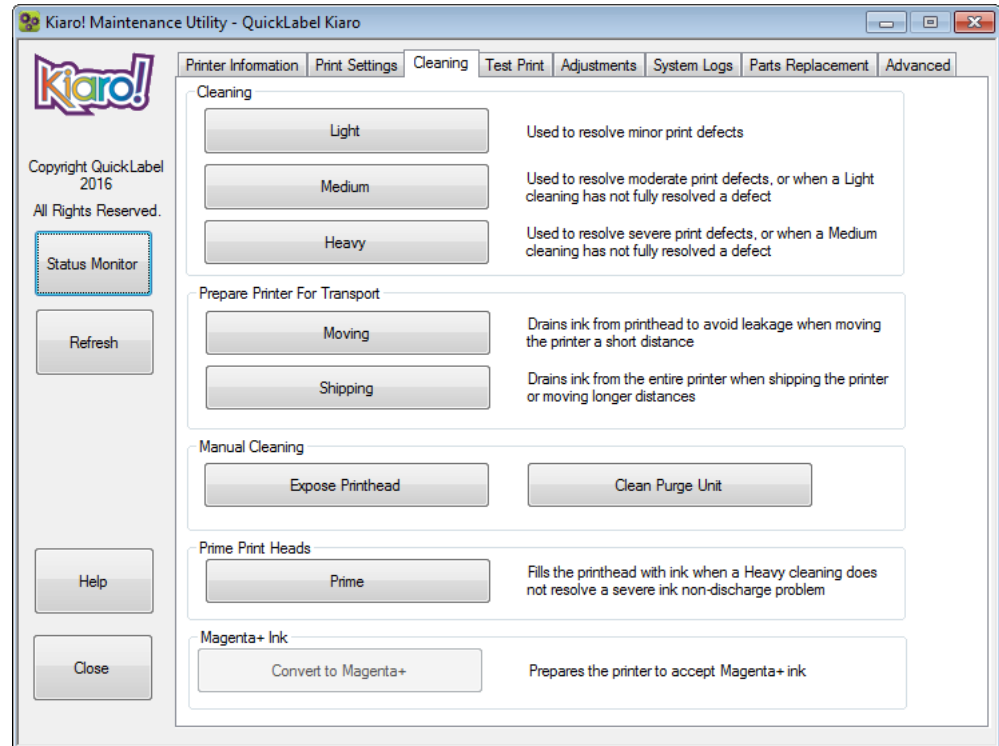 Kiaro! Maintenance Utility - QuickLabel Kiaro
Kiaro!
Copyright QuickLabel
2016
All Rights Reserved.
Status Monitor
Refresh
Help
Close
Printer Information
Print Settings
Cleaning
Test Print
Adjustments
System Logs
Parts Replacement
Advanced
Cleaning
Light
Used to resolve minor print defects
Medium
Used to resolve moderate print defects, or when a Light
cleaning has not fully resolved a defect
Heavy
Used to resolve severe print defects, or when a Medium
cleaning has not fully resolved a defect
Prepare Printer For Transport
Moving
Drains ink from printhead to avoid leakage when moving
the printer a short distance
Shipping
Drains ink from the entire printer when shipping the printer
or moving longer distances
Manual Cleaning
Expose Printhead
Clean Purge Unit
Prime Print Heads
Prime
Fills the printhead with ink when a Heavy cleaning does
not resolve a severe ink non-discharge problem
Magenta+ Ink
Convert to Magenta+
Prepares the printer to accept Magenta+ ink